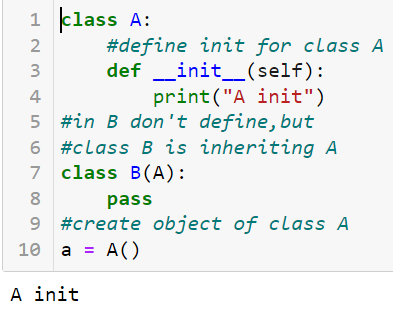 1 class A:
2     #define init for class A
3     def __init__(self):
4         print("A init")
5 #in B don't define,but
6 #class B is inheriting A
7 class B(A):
8     pass
9 #create object of class A
10 a = A()
A init